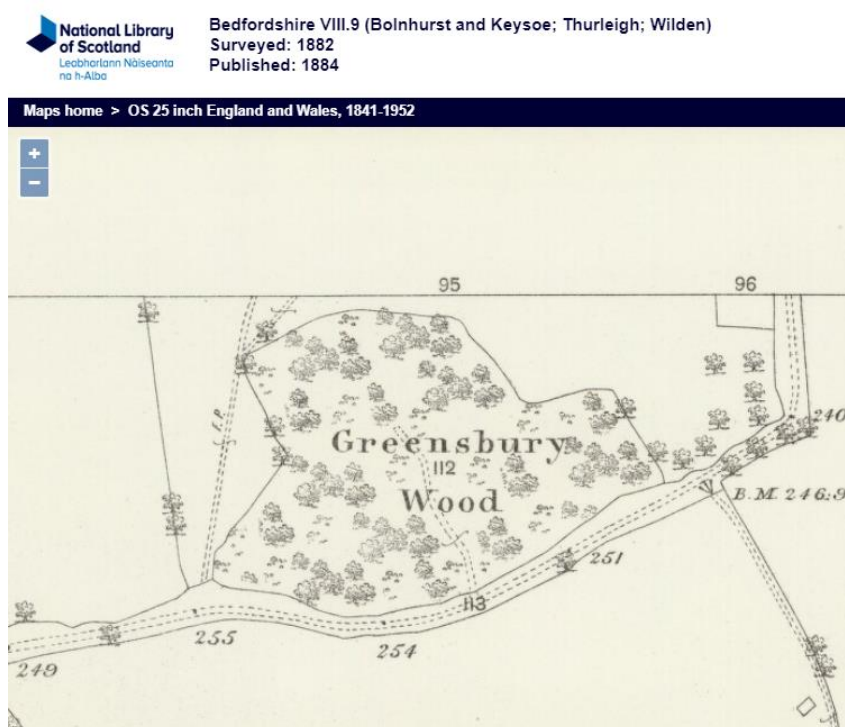 National Library
of Scotland
Leabharlann Nàiseanta
na h-Alba
Bedfordshire VIII.9 (Bolnhurst and Keysoe; Thurleigh; Wilden)
Surveyed: 1882
Published: 1884
Maps home > OS 25 inch England and Wales, 1841-1952
+
−
95
96
F.P.
240
Greensbury
112
Wood
B.M. 246.9
251
113
255
254
249